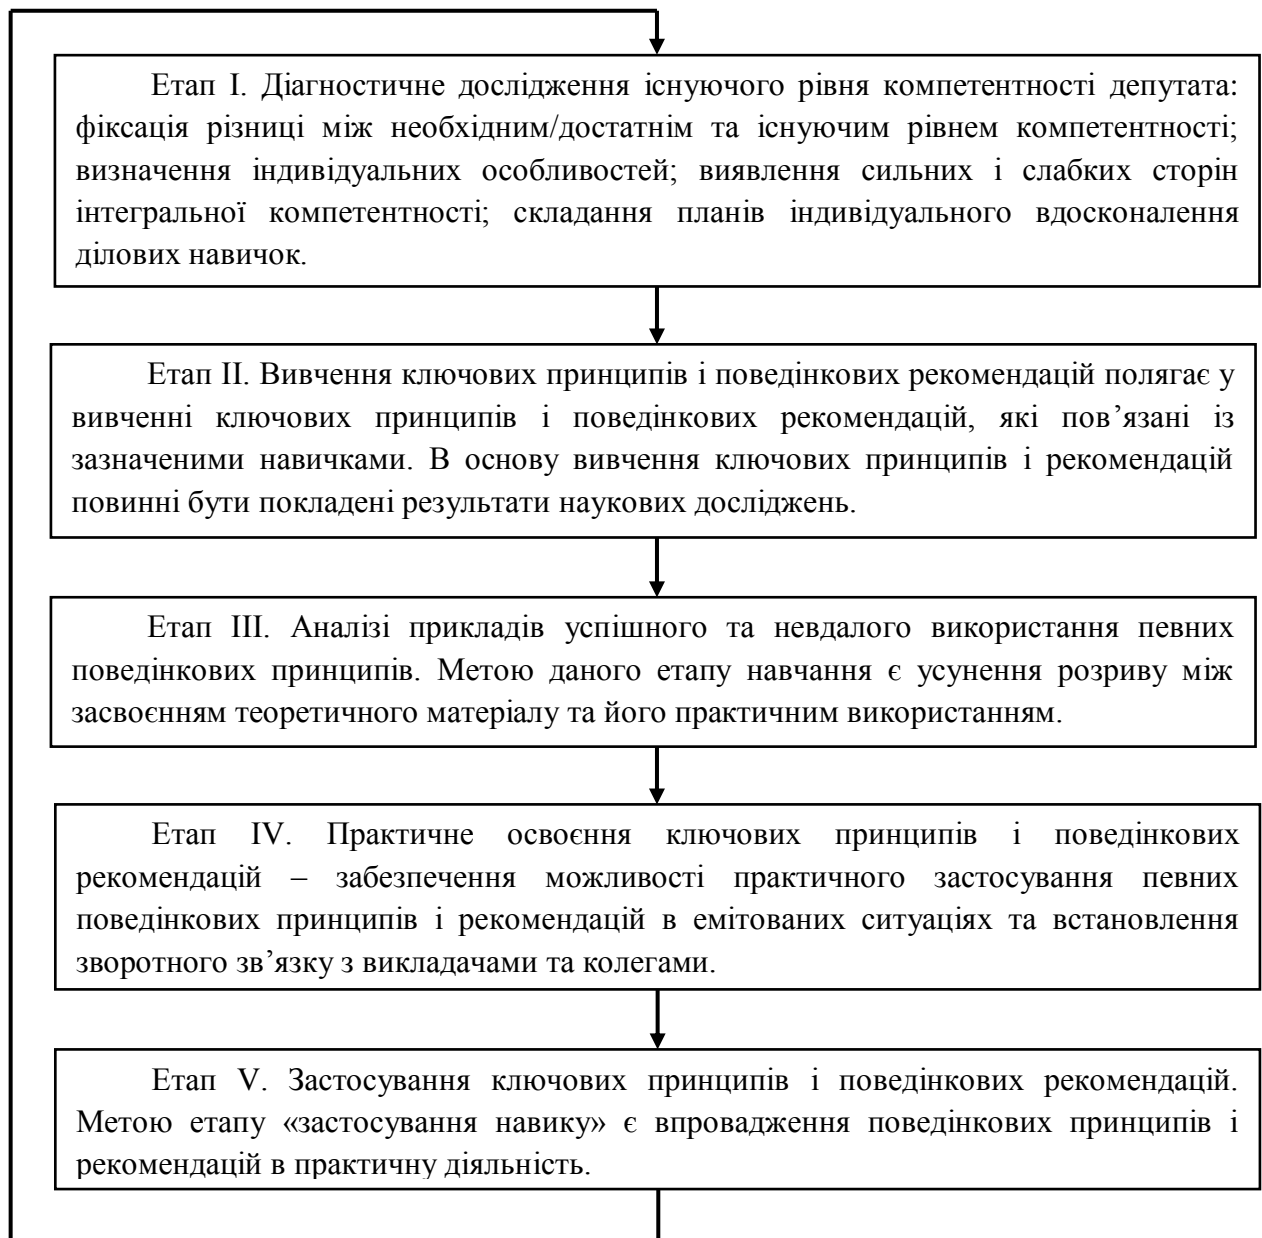 Етап I. Діагностичне дослідження існуючого рівня компетентності депутата:
фіксація різниці між необхідним/достатнім та існуючим рівнем компетентності;
визначення індивідуальних особливостей; виявлення сильних і слабких сторін
інтегральної компетентності; складання планів індивідуального вдосконалення
ділових навичок.
Етап II. Вивчення ключових принципів і поведінкових рекомендацій полягає у
вивченні ключових принципів і поведінкових рекомендацій, які пов’язані із
зазначеними навичками. В основу вивчення ключових принципів і рекомендацій
повинні бути покладені результати наукових досліджень.
Етап III. Аналізі прикладів успішного та невдалого використання певних
поведінкових принципів. Метою даного етапу навчання є усунення розриву між
засвоєнням теоретичного матеріалу та його практичним використанням.
Етап IV. Практичне освоєння ключових принципів і поведінкових
рекомендацій – забезпечення можливості практичного застосування певних
поведінкових принципів і рекомендацій в емітованих ситуаціях та встановлення
зворотного зв’язку з викладачами та колегами.
Етап V. Застосування ключових принципів і поведінкових рекомендацій.
Метою етапу «застосування навику» є впровадження поведінкових принципів і
рекомендацій в практичну діяльність.